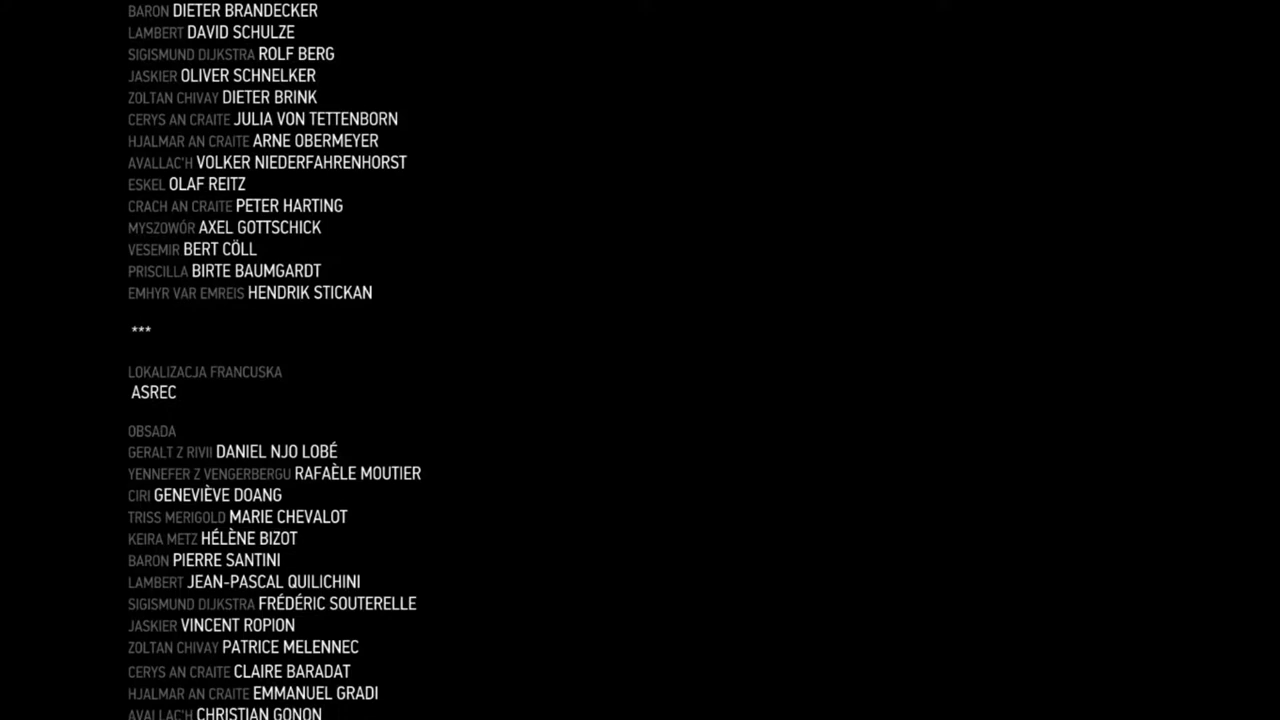 BARON DIETER BRANDECKER
LAMBERT DAVID SCHULZE
SIGISMUND DIJKSTRA ROLF BERG
JASKIER OLIVER SCHNELKER
ZOLTAN CHIVAY DIETER BRINK
CERYS AN CRAITE JULIA VON TETTENBORN
HJALMAR AN CRAITE ARNE OBERMEYER
AVALLAC'H VOLKER NIEDERFAHRENHORST
ESKEL OLAF REITZ
CRACH AN CRAITE PETER HARTING
MYSZOWÓR AXEL GOTTSCHICK
VESEMIR BERT CÖLL
PRISCILLA BIRTE BAUMGARDT
EMHYR VAR EMREIS HENDRIK STICKAN
***
LOKALIZACJA FRANCUSKA
ASREC
OBSADA
GERALT Z RIVII DANIEL NJO LOBÉ
YENNEFER Z VENGERBERGU RAFAÈLE MOUTIER
CIRI GENEVIÈVE DOANG
TRISS MERIGOLD MARIE CHEVALOT
KEIRA METZ HÉLÈNE BIZOT
BARON PIERRE SANTINI
LAMBERT JEAN-PASCAL QUILICHINI
SIGISMUND DIJKSTRA FRÉDÉRIC SOUTERELLE
JASKIER VINCENT ROPION
ZOLTAN CHIVAY PATRICE MELENNEC
CERYS AN CRAITE CLAIRE BARADAT
HJALMAR AN CRAITE EMMANUEL GRADI
AVALLAC'H CHRISTIAN GONON